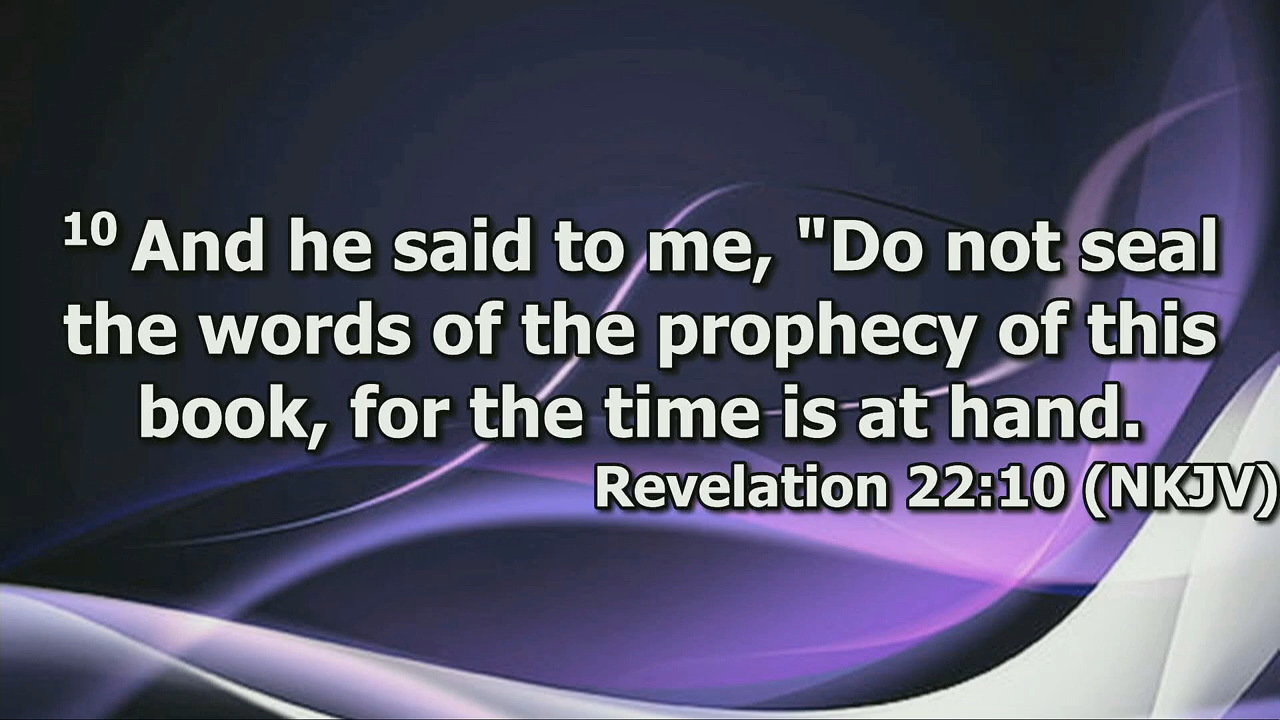 10 And he said to me, "Do not seal
the words of the prophecy of this
book, for the time is at hand.
Revelation 22:10 (NKJV)